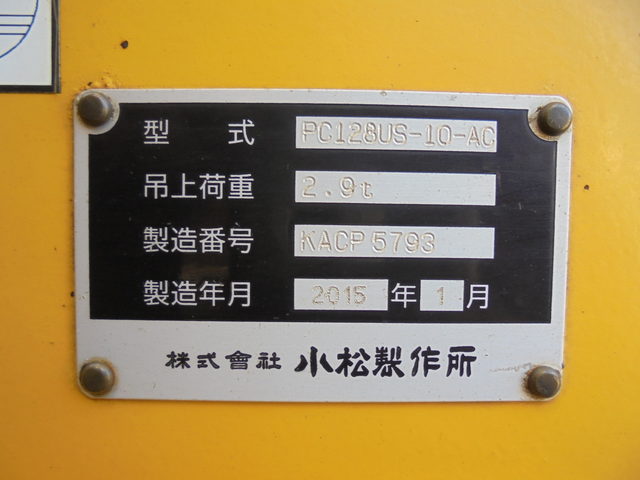 型 式 PC128US-10-AC
吊上荷重 2.9t
製造番号 KACP 5793
製造年月 2015 年 1 月
株式會社 小松製作所